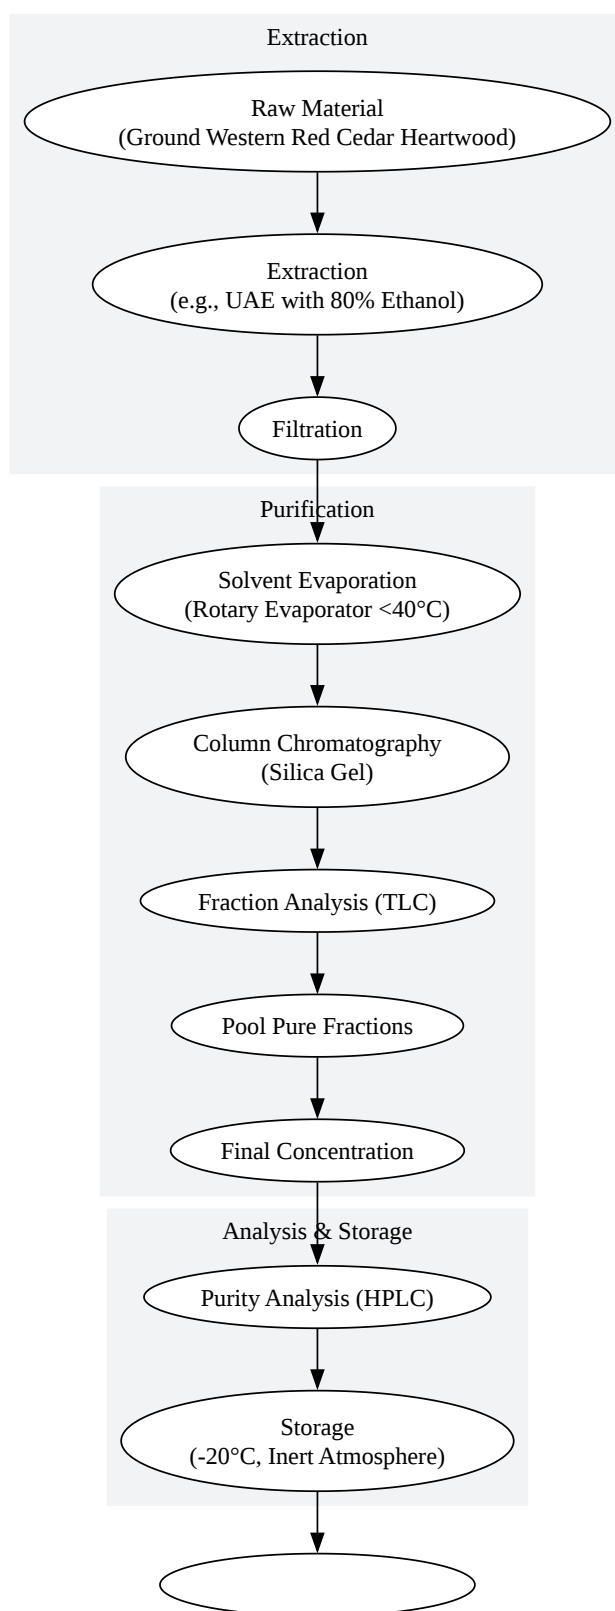 Extraction
Raw Material
(Ground Western Red Cedar Heartwood)
Extraction
(e.g., UAE with 80% Ethanol)
Filtration
Purification
Solvent Evaporation
(Rotary Evaporator <40°C)
Column Chromatography
(Silica Gel)
Fraction Analysis (TLC)
Pool Pure Fractions
Final Concentration
Analysis & Storage
Purity Analysis (HPLC)
Storage
(-20°C, Inert Atmosphere)